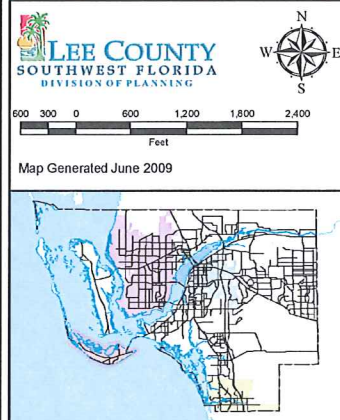 LEE COUNTY
SOUTHWEST FLORIDA
DIVISION OF PLANNING
N
W E
S
600 300 0 600 1,200 1,800 2,400
Feet
Map Generated June 2009